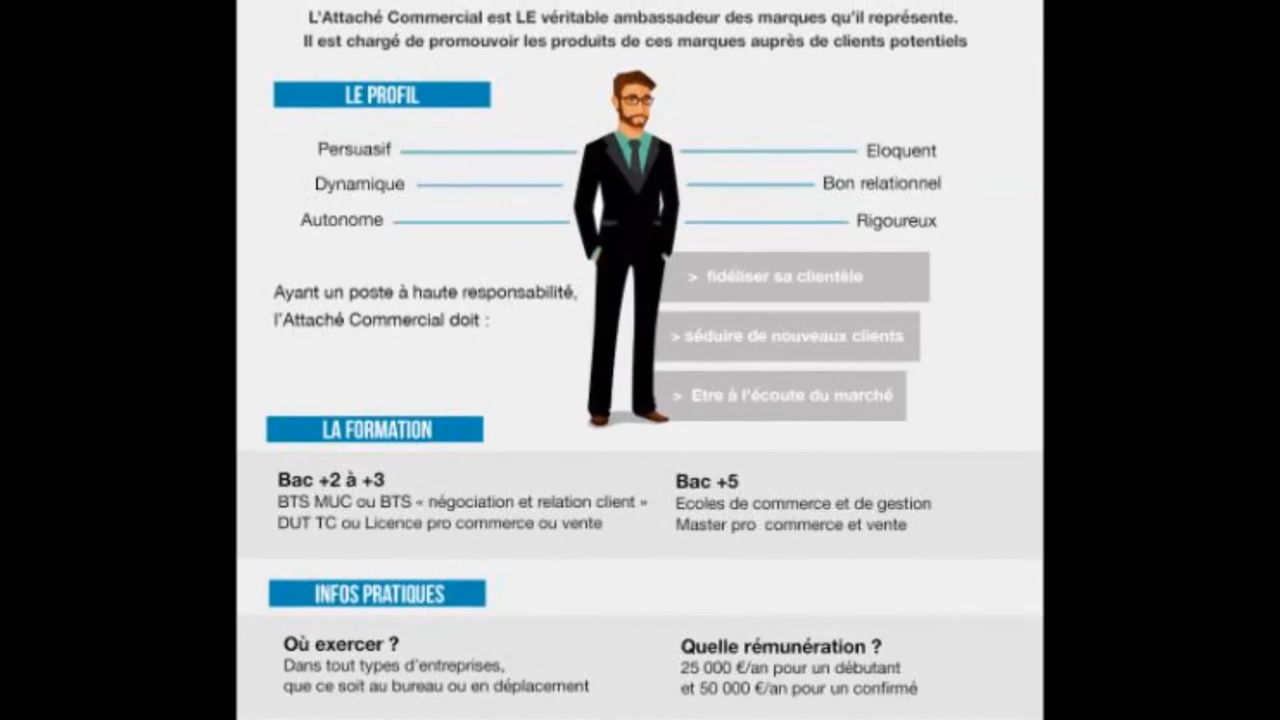 L'Attaché Commercial est LE véritable ambassadeur des marques qu'il représente.
Il est chargé de promouvoir les produits de ces marques auprès de clients potentiels
LE PROFIL
Persuasif
Eloquent
Dynamique
Bon relationnel
Autonome
Rigoureux
Ayant un poste à haute responsabilité,
l'Attaché Commercial doit :
> fidéliser sa clientèle
> séduire de nouveaux clients
> Etre à l'écoute du marché
LA FORMATION
Bac +2 à +3
BTS MUC ou BTS « négociation et relation client »
DUT TC ou Licence pro commerce ou vente
Bac +5
Ecoles de commerce et de gestion
Master pro commerce et vente
INFOS PRATIQUES
Où exercer ?
Dans tout types d'entreprises,
que ce soit au bureau ou en déplacement
Quelle rémunération ?
25 000 €/an pour un débutant
et 50 000 €/an pour un confirmé